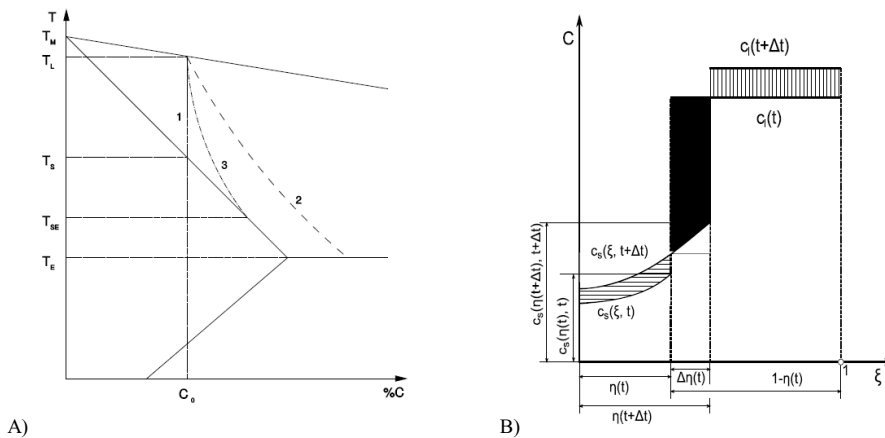 T
T_M
T_L
1
T_S
3
2
T_SE
T_E
C_0
%C
A)
C
c_l(t+Δt)
c_l(t)
c_s(η(t+Δt), t+Δt)
c_s(η(t), t)
c_s(ξ, t+Δt)
c_s(ξ, t)
1
ξ
η(t)
Δη(t)
1-η(t)
η(t+Δt)
B)